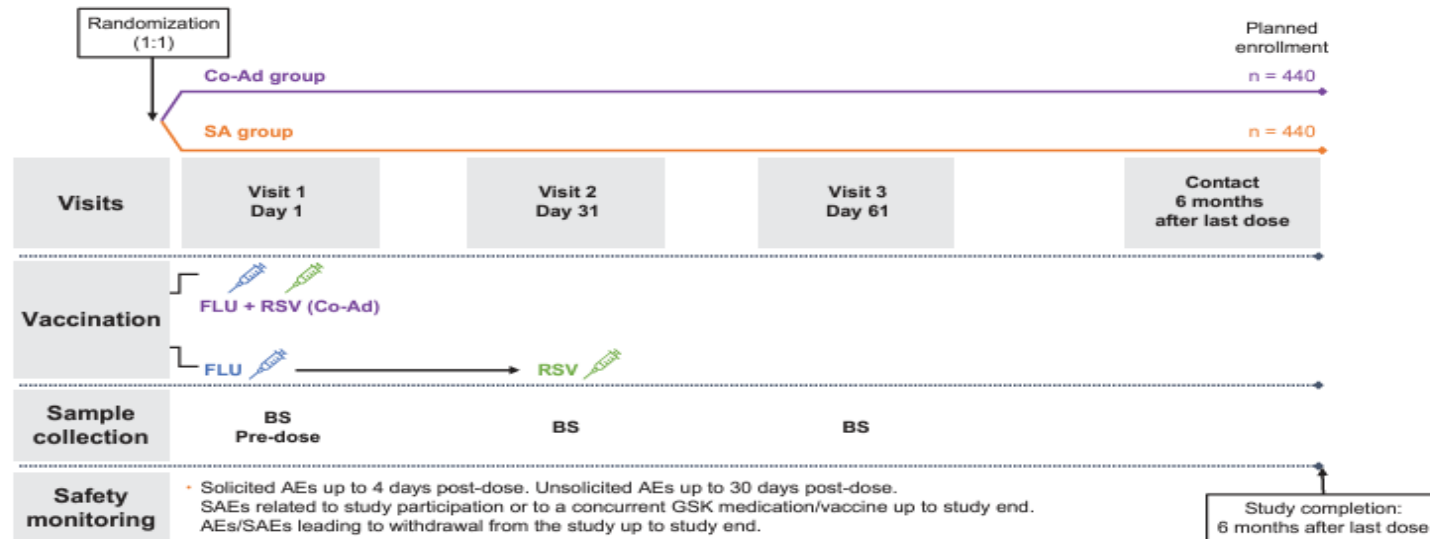 Randomization
(1:1)
Planned
enrollment
Co-Ad group
n = 440
SA group
n = 440
Visits
Visit 1
Day 1
Visit 2
Day 31
Visit 3
Day 61
Contact
6 months
after last dose
Vaccination
FLU + RSV (Co-Ad)
FLU
RSV
Sample
collection
BS
Pre-dose
BS
BS
Safety
monitoring
• Solicited AEs up to 4 days post-dose. Unsolicited AEs up to 30 days post-dose.
SAEs related to study participation or to a concurrent GSK medication/vaccine up to study end.
AEs/SAEs leading to withdrawal from the study up to study end.
Study completion:
6 months after last dose